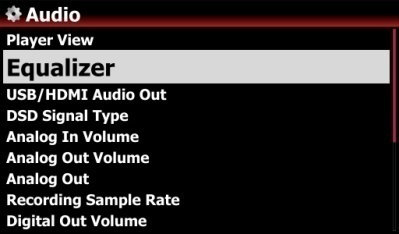 Audio
Player View
Equalizer
USB/HDMI Audio Out
DSD Signal Type
Analog In Volume
Analog Out Volume
Analog Out
Recording Sample Rate
Digital Out Volume